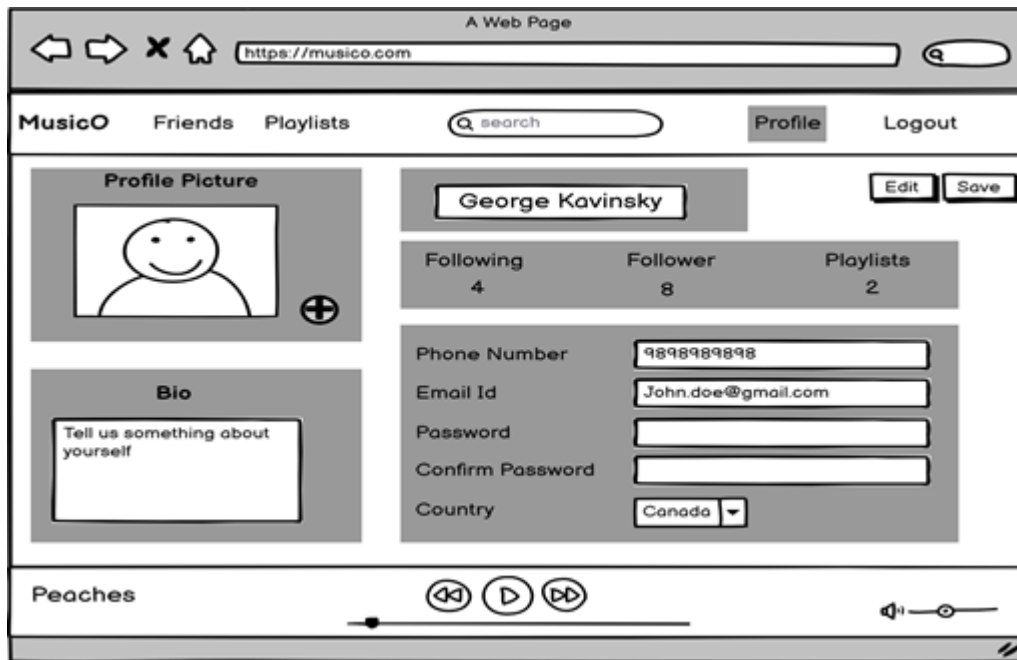 A Web Page
https://musico.com
MusicO Friends Playlists search Profile Logout
Profile Picture
George Kavinsky
Edit Save
Following Follower Playlists
4 8 2
Phone Number 9898989898
Email Id John.doe@gmail.com
Password
Confirm Password
Country Canada
Bio
Tell us something about
yourself
Peaches